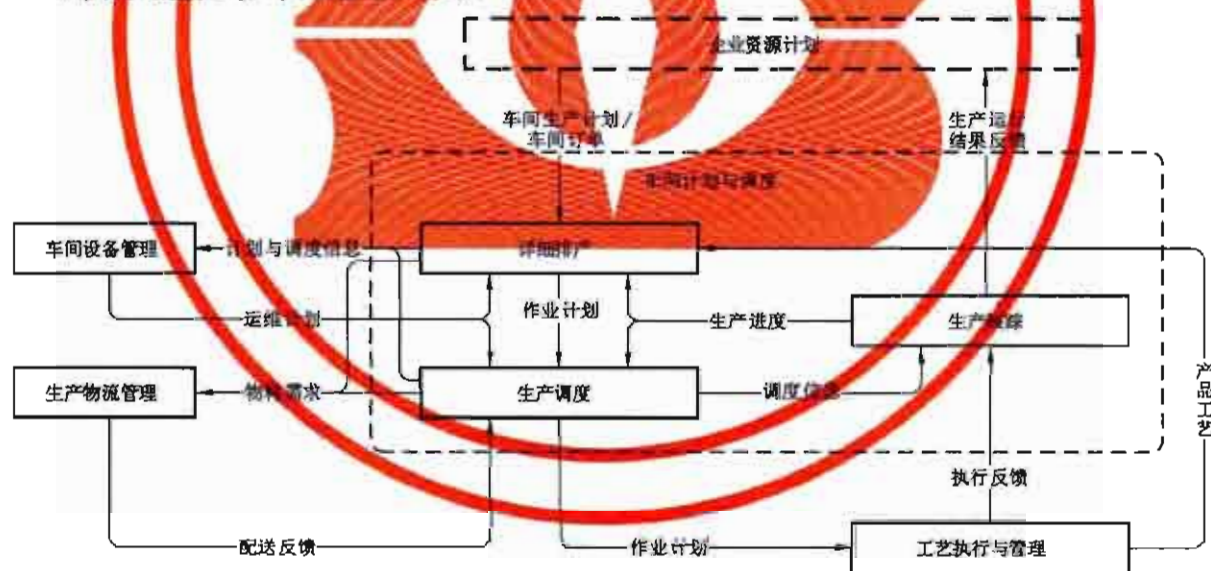 企业资源计划
车间生产计划/
车间订单
生产运行
结果反馈
车间计划与调度
车间设备管理
计划与调度信息
详细排产
运维计划
作业计划
生产进度
生产跟踪
生产物流管理
物料需求
生产调度
调度信息
产品工艺
执行反馈
配送反馈
作业计划
工艺执行与管理